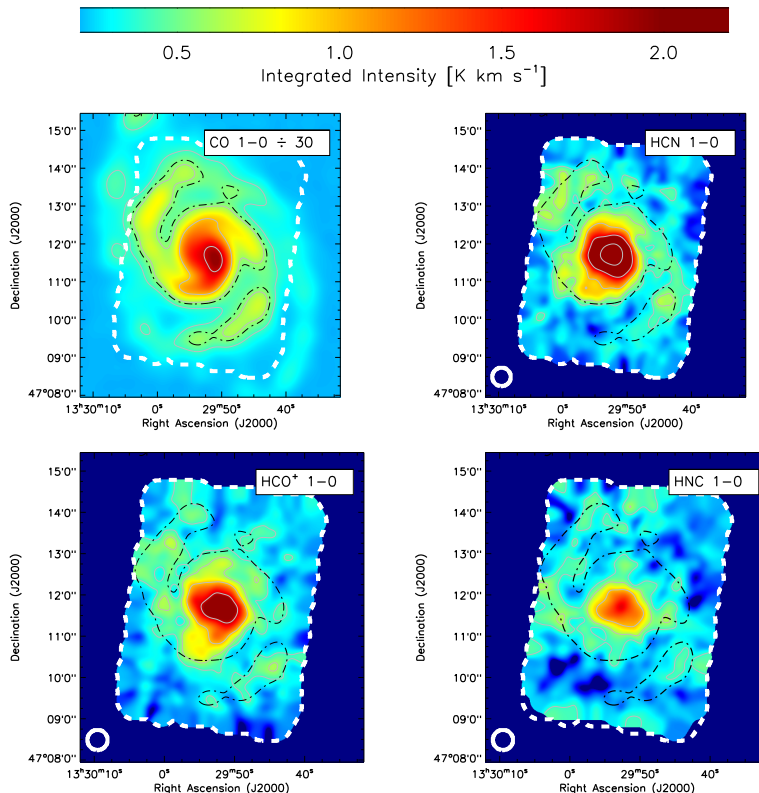 0.5 1.0 1.5 2.0
Integrated Intensity [K km s⁻¹]
CO 1−0 ÷ 30
15'0''
14'0''
13'0''
12'0''
11'0''
10'0''
09'0''
47°08'0''
Declination (J2000)
13ʰ30ᵐ10ˢ 0ˢ 29ᵐ50ˢ 40ˢ
Right Ascension (J2000)
HCN 1−0
15'0''
14'0''
13'0''
12'0''
11'0''
10'0''
09'0''
47°08'0''
Declination (J2000)
13ʰ30ᵐ10ˢ 0ˢ 29ᵐ50ˢ 40ˢ
Right Ascension (J2000)
HCO⁺ 1−0
15'0''
14'0''
13'0''
12'0''
11'0''
10'0''
09'0''
47°08'0''
Declination (J2000)
13ʰ30ᵐ10ˢ 0ˢ 29ᵐ50ˢ 40ˢ
Right Ascension (J2000)
HNC 1−0
15'0''
14'0''
13'0''
12'0''
11'0''
10'0''
09'0''
47°08'0''
Declination (J2000)
13ʰ30ᵐ10ˢ 0ˢ 29ᵐ50ˢ 40ˢ
Right Ascension (J2000)